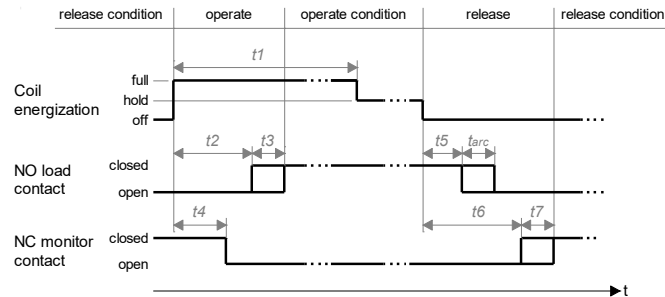 release condition operate operate condition release release condition
t1
full
Coil
energization
hold
off
t2 t3 t5 tarc
NO load
contact
closed
open
t4 t6 t7
NC monitor
contact
closed
open
t